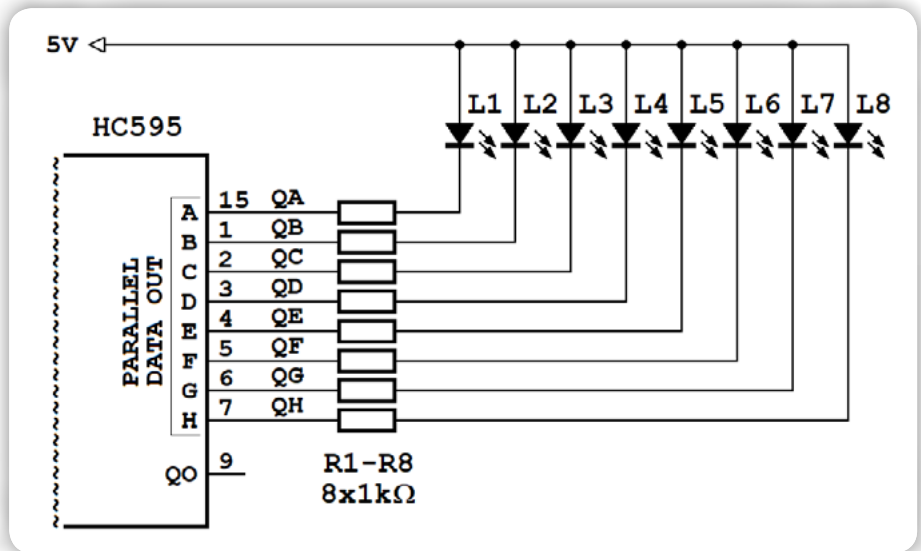 5V
L1 L2 L3 L4 L5 L6 L7 L8
HC595
PARALLEL
DATA OUT
A 15 QA
B 1 QB
C 2 QC
D 3 QD
E 4 QE
F 5 QF
G 6 QG
H 7 QH
QO 9
R1-R8
8x1kΩ